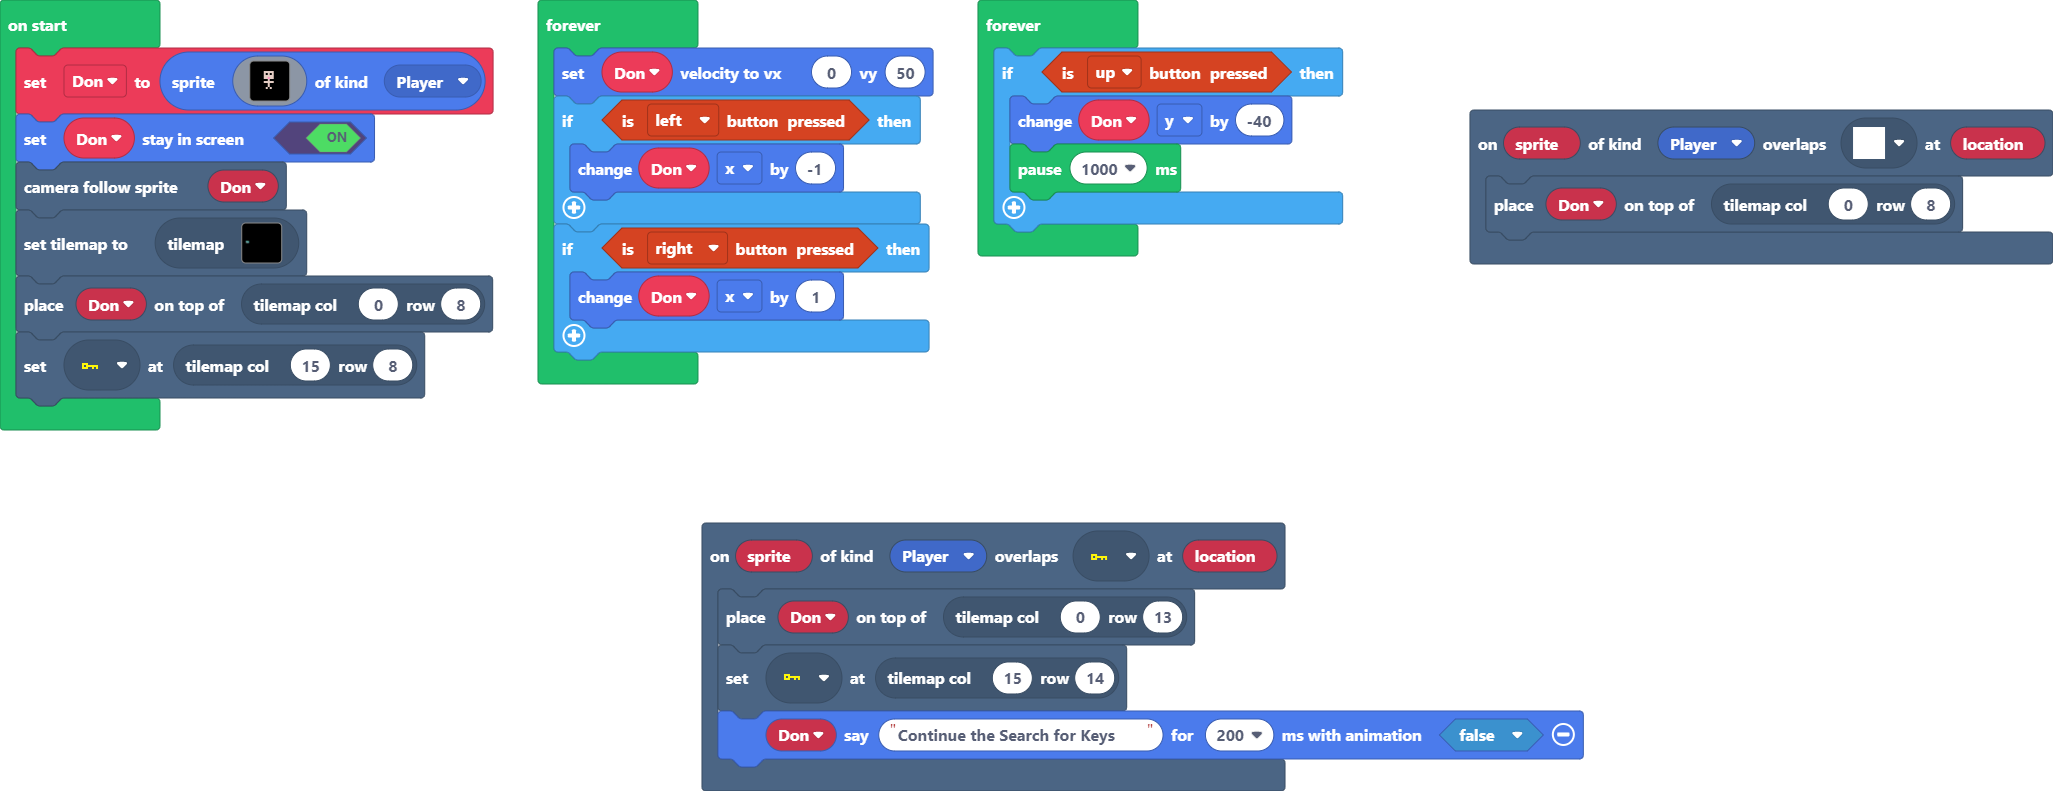 on start
set Don to sprite of kind Player
set Don stay in screen ON
camera follow sprite Don
set tilemap to tilemap
place Don on top of tilemap col 0 row 8
set at tilemap col 15 row 8
forever
set Don velocity to vx 0 vy 50
if is left button pressed then
change Don x by -1
if is right button pressed then
change Don x by 1
forever
if is up button pressed then
change Don y by -40
pause 1000 ms
on sprite of kind Player overlaps at location
place Don on top of tilemap col 0 row 8
on sprite of kind Player overlaps at location
place Don on top of tilemap col 0 row 13
set at tilemap col 15 row 14
Don say "Continue the Search for Keys" for 200 ms with animation false